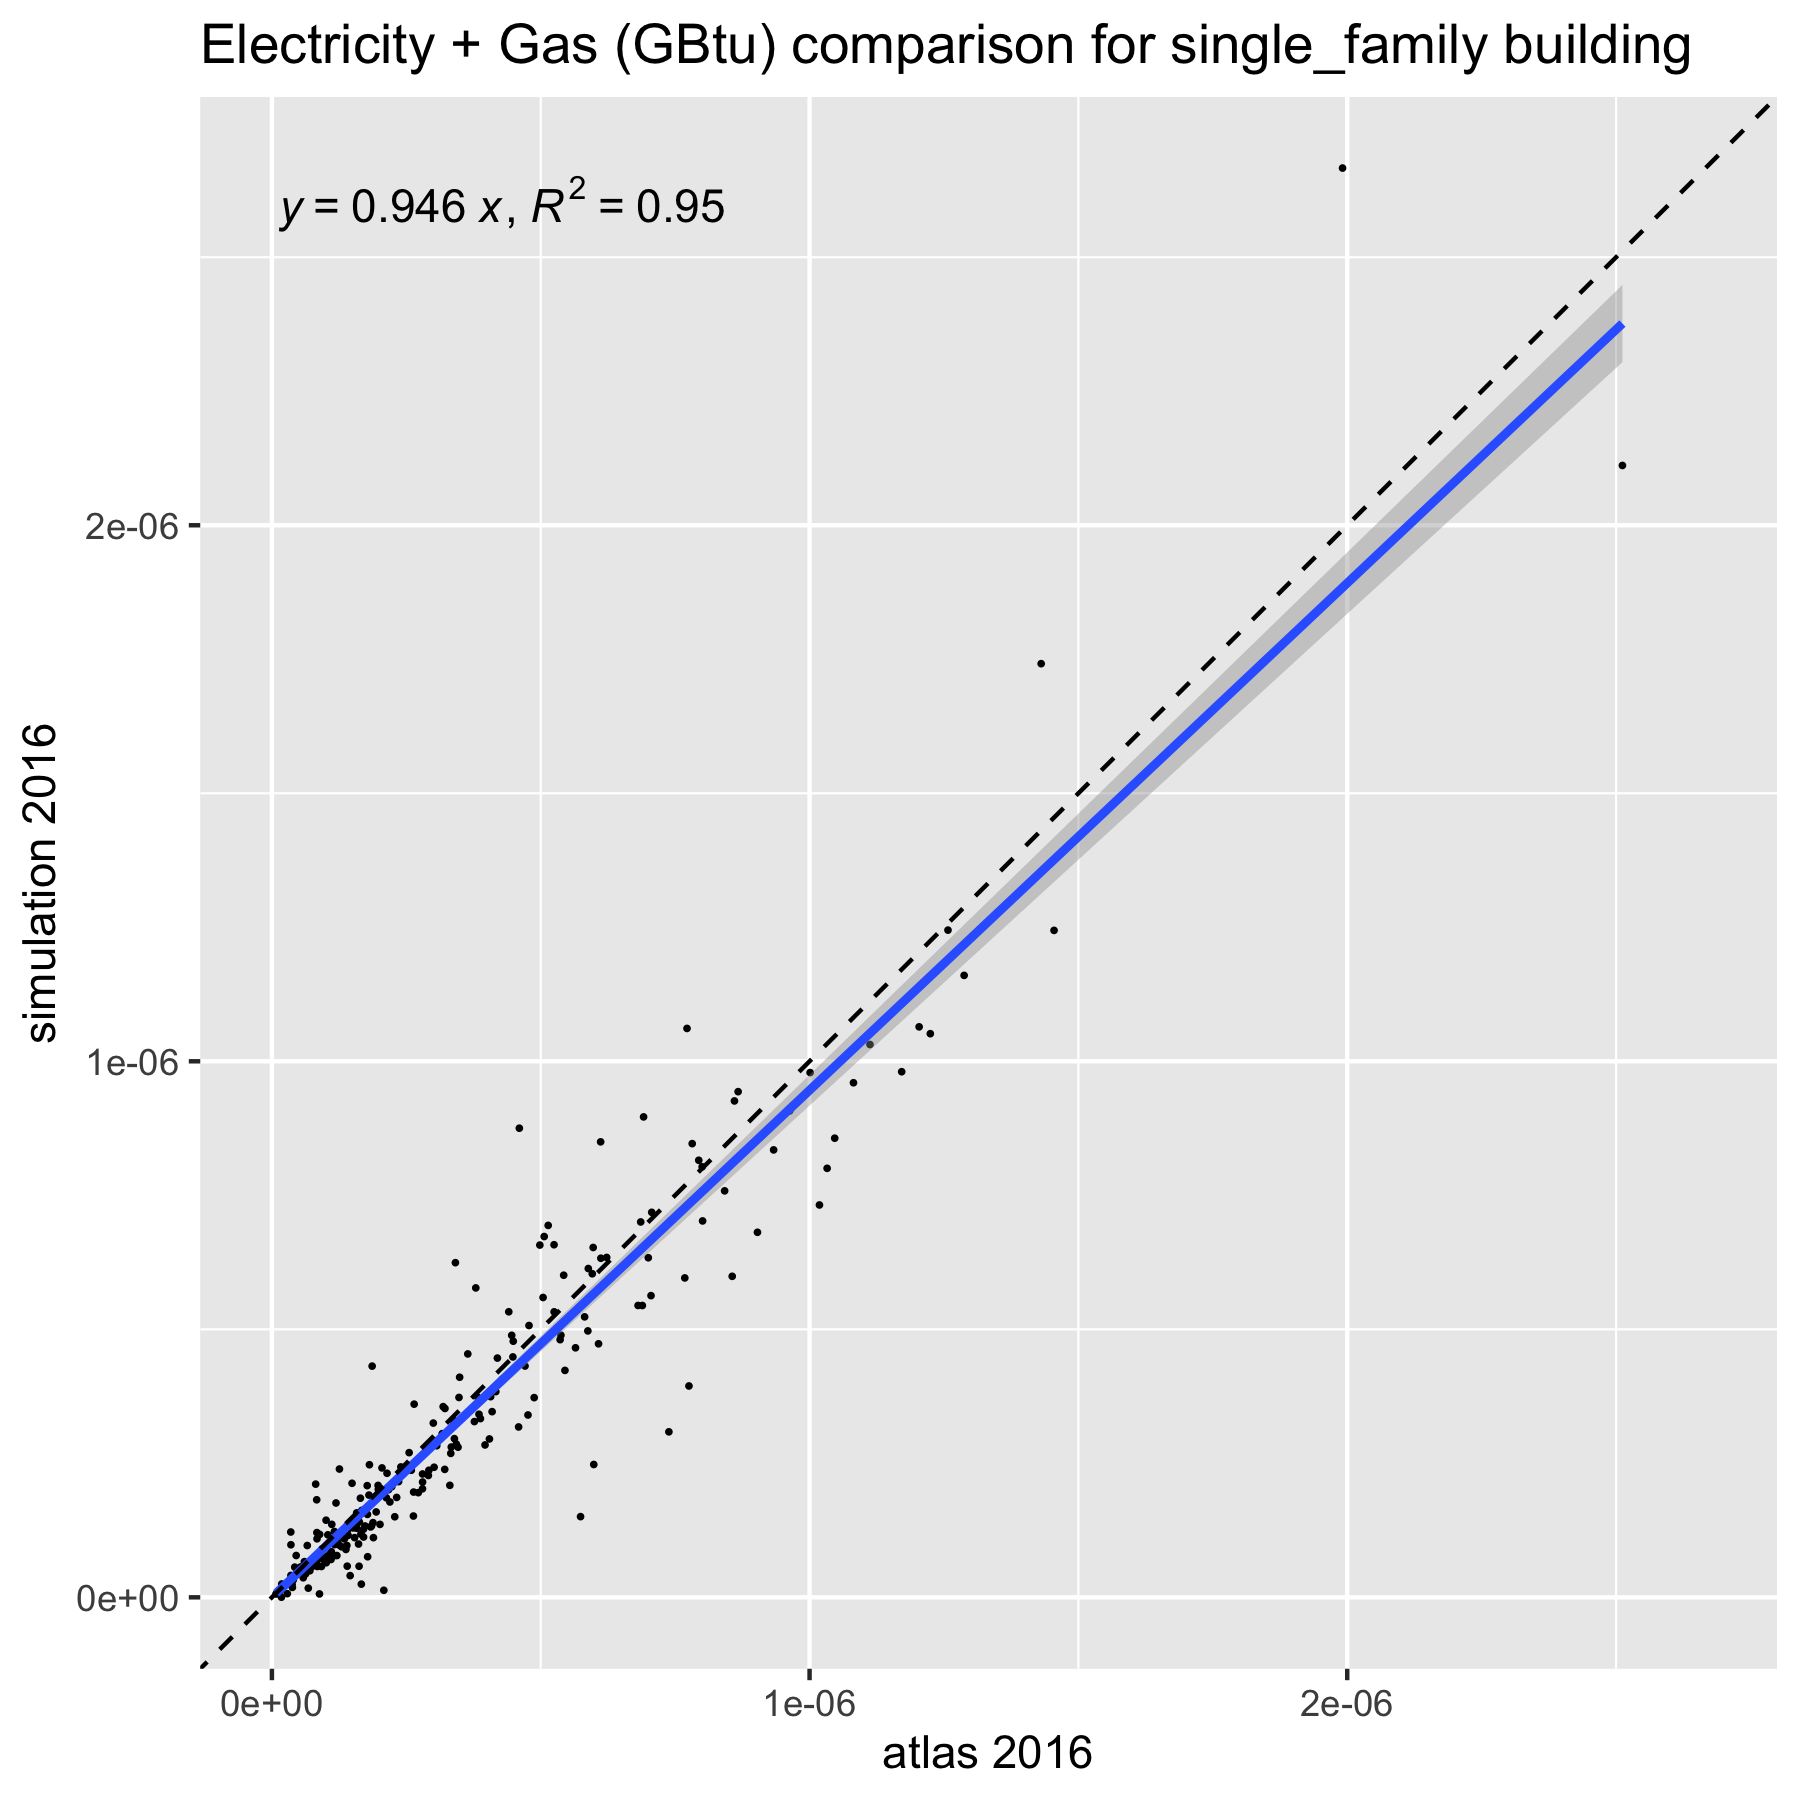 Electricity + Gas (GBtu) comparison for single_family building
y = 0.946 x, R² = 0.95
simulation 2016
2e-06
1e-06
0e+00
0e+00 1e-06 2e-06
atlas 2016